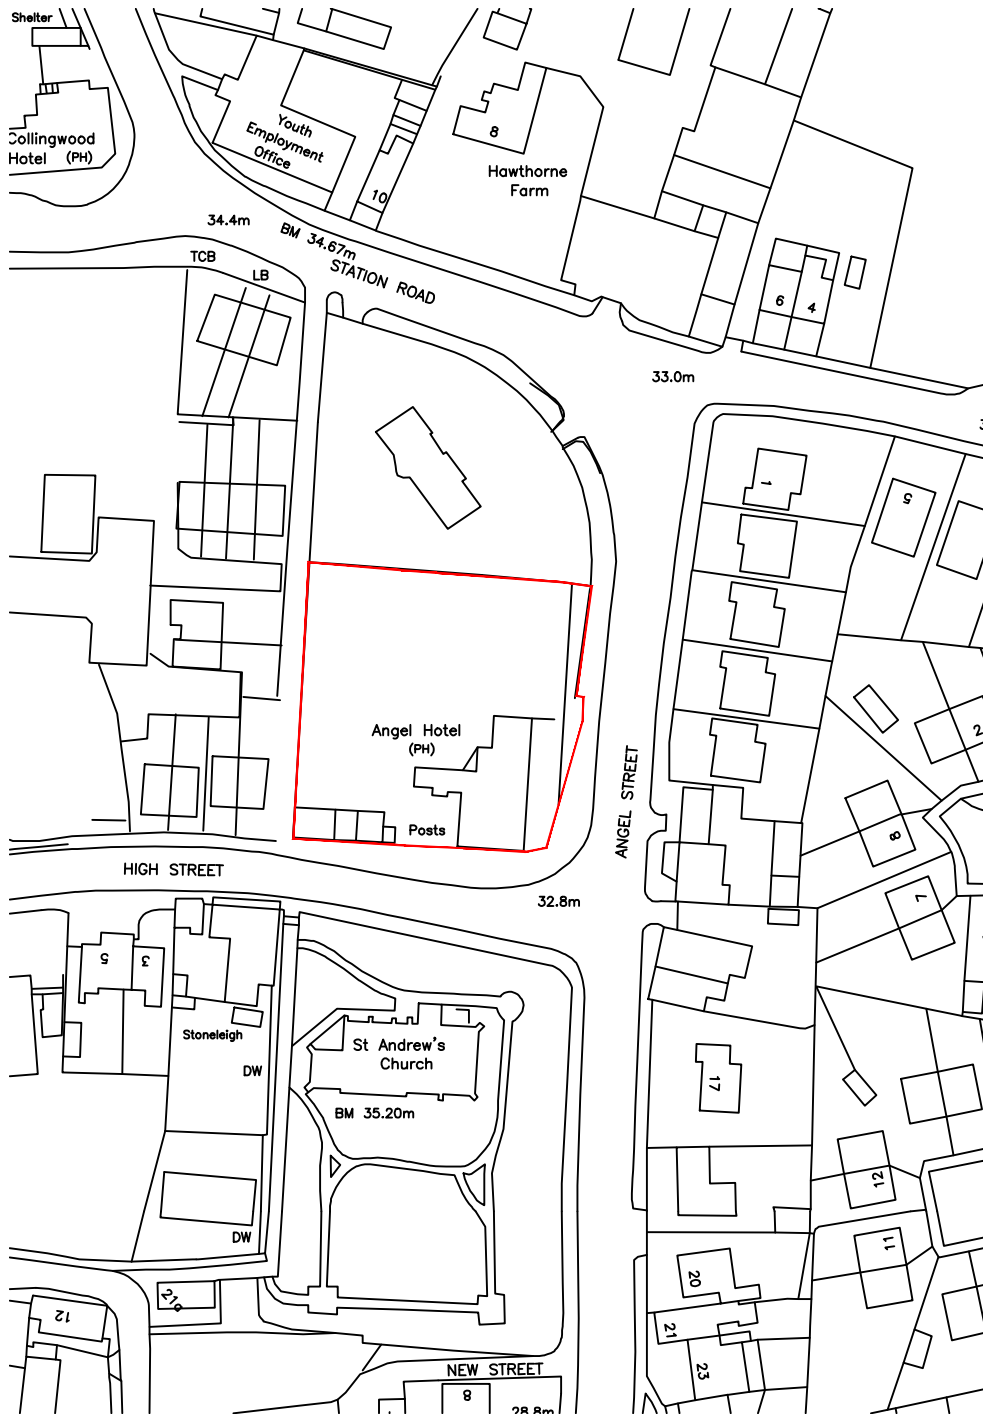 Shelter
Collingwood
Hotel (PH)
Youth
Employment
Office
10
8
Hawthorne
Farm
34.4m
BM 34.67m
STATION ROAD
TCB
LB
6
4
33.0m
1
5
Angel Hotel
(PH)
Posts
ANGEL STREET
HIGH STREET
32.8m
2
8
7
5
3
Stoneleigh
DW
St Andrew's
Church
BM 35.20m
17
12
11
DW
21a
12
20
21
23
NEW STREET
8
28.8m